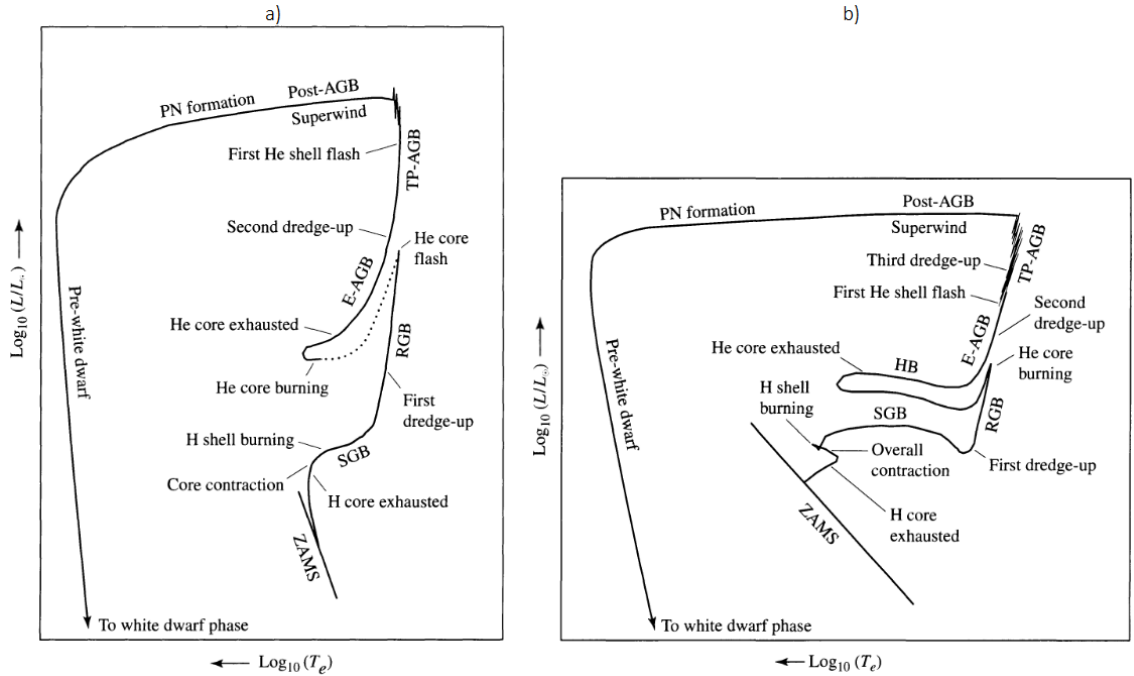 a)
PN formation
Post-AGB
Superwind
First He shell flash
TP-AGB
Second dredge-up
He core
flash
E-AGB
He core exhausted
RGB
He core burning
First
dredge-up
H shell burning
SGB
Core contraction
H core exhausted
ZAMS
Pre-white dwarf
To white dwarf phase
Log10 (L/L☉)
Log10 (Te)
b)
PN formation
Post-AGB
Superwind
Third dredge-up
TP-AGB
First He shell flash
Second
dredge-up
E-AGB
He core exhausted
HB
He core
burning
H shell
burning
SGB
RGB
Overall
contraction
First dredge-up
H core
exhausted
ZAMS
Pre-white dwarf
To white dwarf phase
Log10 (L/L☉)
Log10 (Te)